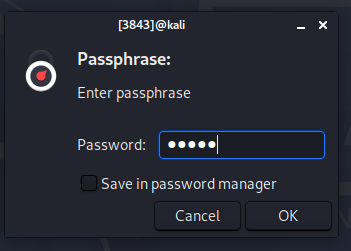 [3843]@kali
Passphrase:
Enter passphrase
Password: ●●●●●
Save in password manager
Cancel OK